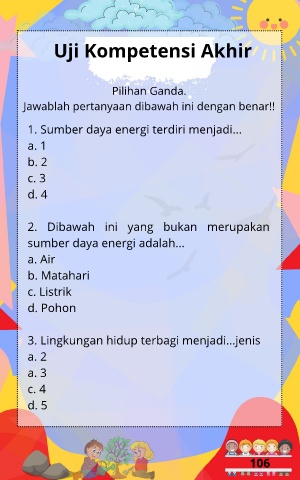 Uji Kompetensi Akhir
Pilihan Ganda.
Jawablah pertanyaan dibawah ini dengan benar!!
1. Sumber daya energi terdiri menjadi...
a. 1
b. 2
c. 3
d. 4
2. Dibawah ini yang bukan merupakan
sumber daya energi adalah...
a. Air
b. Matahari
c. Listrik
d. Pohon
3. Lingkungan hidup terbagi menjadi...jenis
a. 2
a. 3
c. 4
d. 5
106